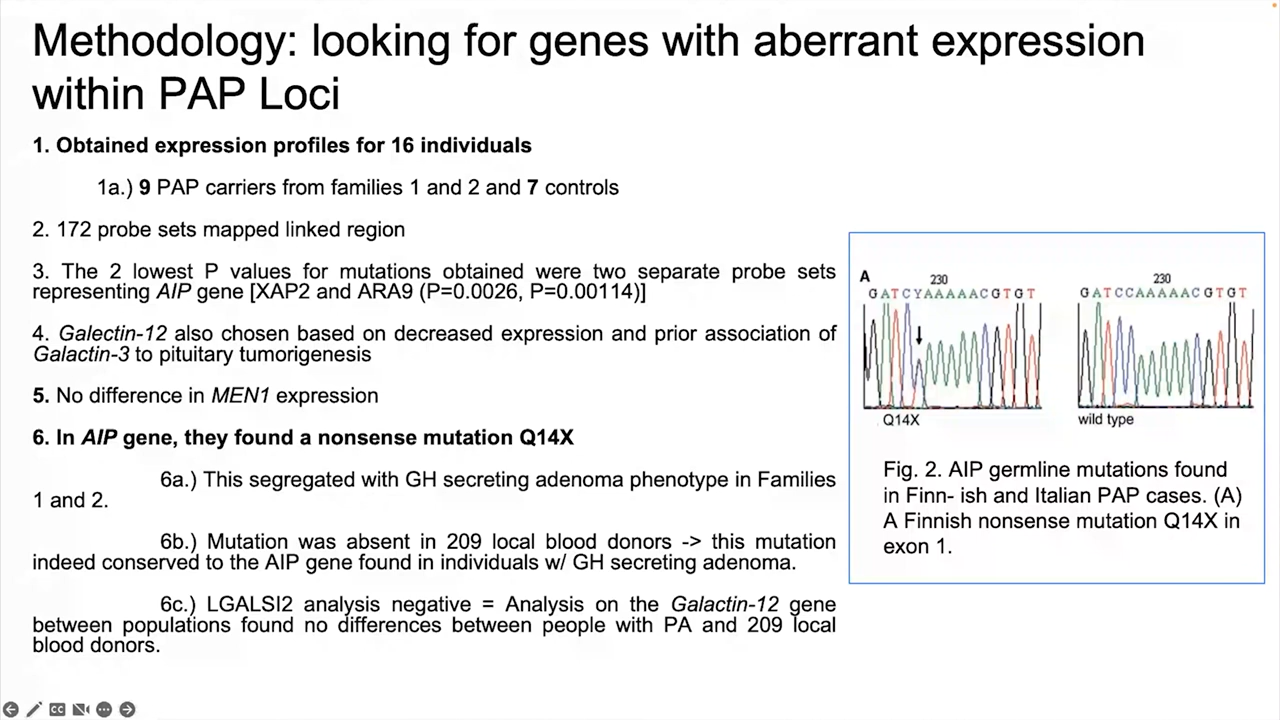 Methodology: looking for genes with aberrant expression
within PAP Loci
1. Obtained expression profiles for 16 individuals
1a.) 9 PAP carriers from families 1 and 2 and 7 controls
2. 172 probe sets mapped linked region
3. The 2 lowest P values for mutations obtained were two separate probe sets
representing AIP gene [XAP2 and ARA9 (P=0.0026, P=0.00114)]
4. Galectin-12 also chosen based on decreased expression and prior association of
Galactin-3 to pituitary tumorigenesis
5. No difference in MEN1 expression
6. In AIP gene, they found a nonsense mutation Q14X
6a.) This segregated with GH secreting adenoma phenotype in Families
1 and 2.
6b.) Mutation was absent in 209 local blood donors -> this mutation
indeed conserved to the AIP gene found in individuals w/ GH secreting adenoma.
6c.) LGALSI2 analysis negative = Analysis on the Galactin-12 gene
between populations found no differences between people with PA and 209 local
blood donors.
A
230
GATCYAAAAACGTGT
Q14X
230
GATCCAAAAACGTGT
wild type
Fig. 2. AIP germline mutations found
in Finn- ish and Italian PAP cases. (A)
A Finnish nonsense mutation Q14X in
exon 1.
CC